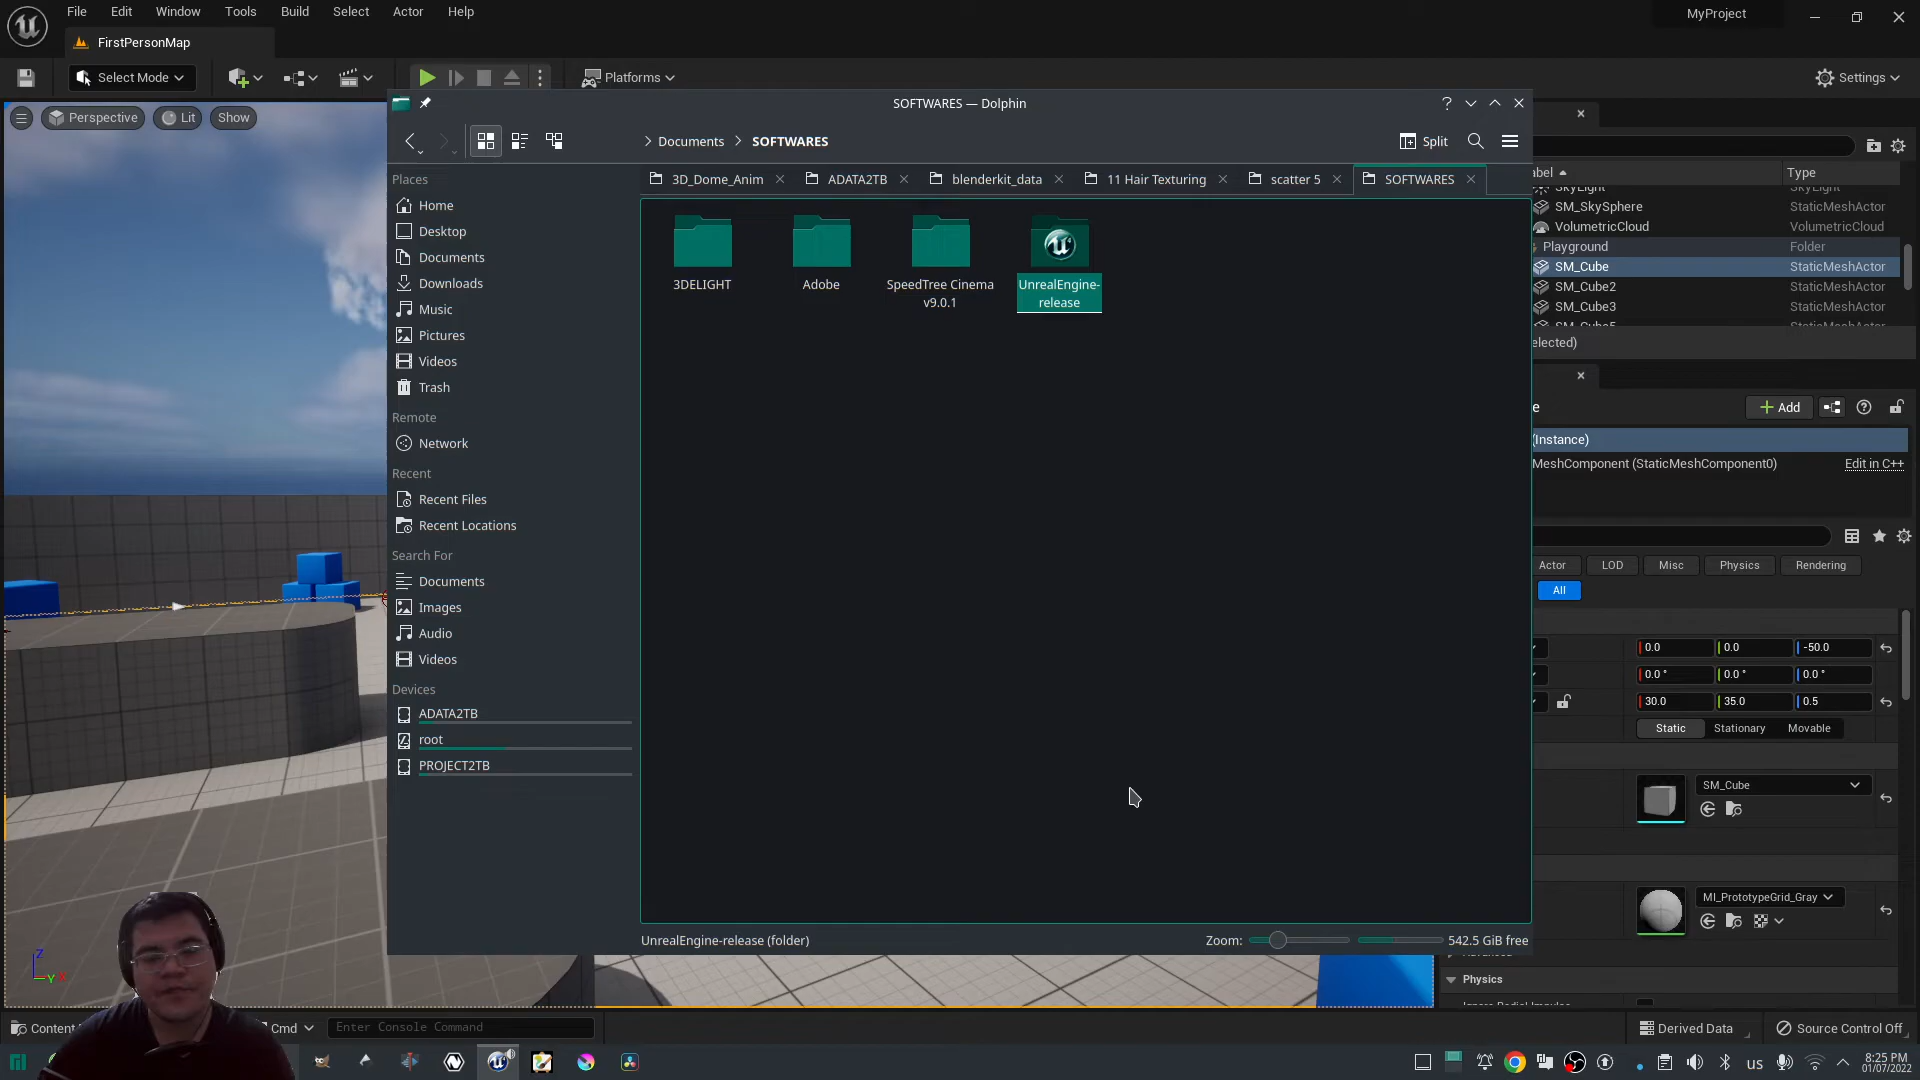 File Edit Window Tools Build Select Actor Help
MyProject
FirstPersonMap
Select Mode
Platforms
Settings
Perspective
Lit
Show
SOFTWARES — Dolphin
Documents
SOFTWARES
Split
3D_Dome_Anim
ADATA2TB
blenderkit_data
11 Hair Texturing
scatter 5
SOFTWARES
Places
Home
Desktop
Documents
Downloads
Music
Pictures
Videos
Trash
Remote
Network
Recent
Recent Files
Recent Locations
Search For
Documents
Images
Audio
Videos
Devices
ADATA2TB
root
PROJECT2TB
3DELIGHT
Adobe
SpeedTree Cinema
v9.0.1
UnrealEngine-
release
UnrealEngine-release (folder)
Zoom:
542.5 GiB free
abel
Type
SkyLight
SM_SkySphere StaticMeshActor
VolumetricCloud VolumetricCloud
Playground Folder
SM_Cube StaticMeshActor
SM_Cube2 StaticMeshActor
SM_Cube3 StaticMeshActor
SM_Cube5 StaticMeshActor
elected)
e
Add
(Instance)
MeshComponent (StaticMeshComponent0)
Edit in C++
Actor LOD Misc Physics Rendering
All
0.0 0.0 -50.0
0.0 ° 0.0 ° 0.0 °
30.0 35.0 0.5
Static Stationary Movable
SM_Cube
MI_PrototypeGrid_Gray
Physics
Content
Cmd
Enter Console Command
Derived Data
Source Control Off
us
8:25 PM
01/07/2022